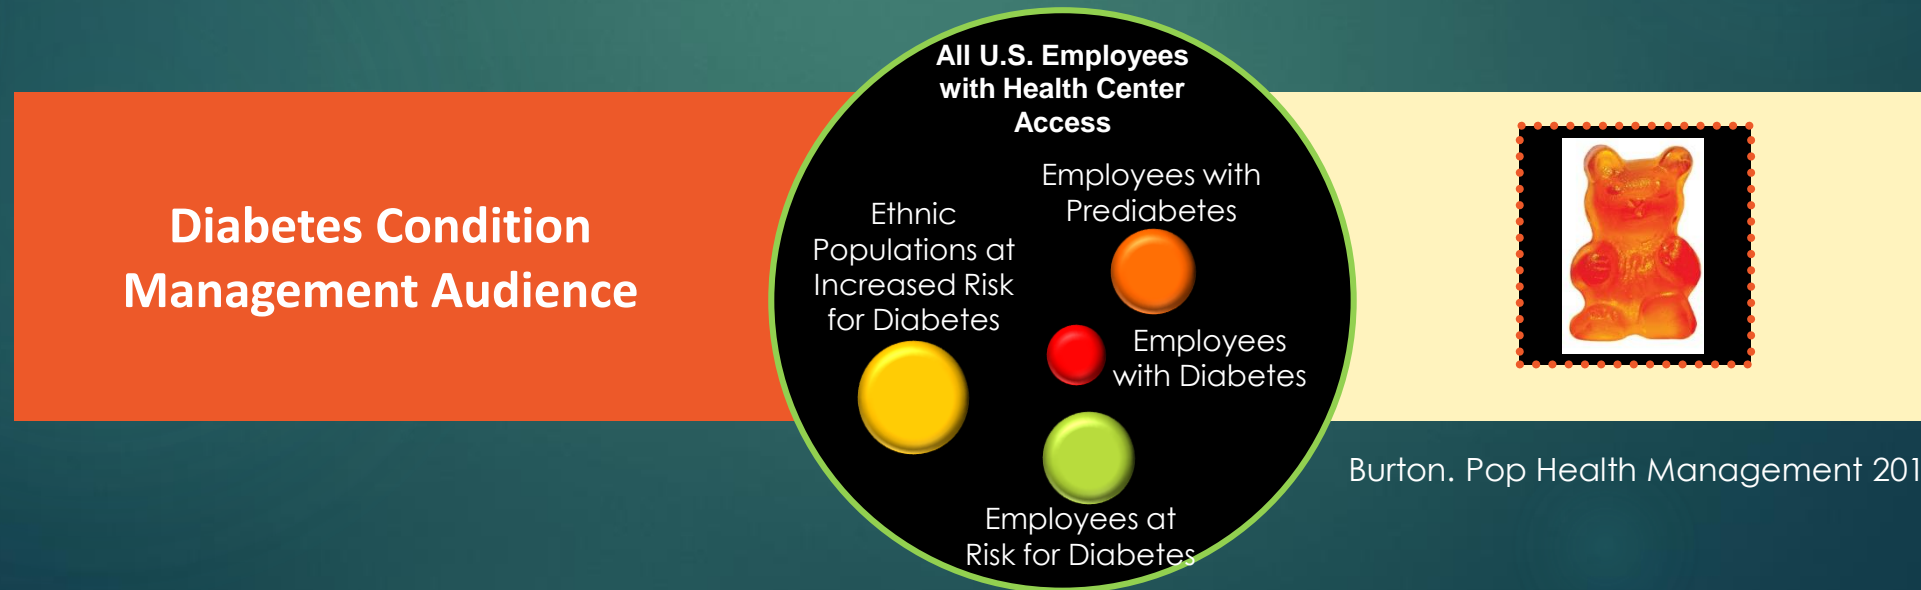 Diabetes Condition
Management Audience
All U.S. Employees
with Health Center
Access
Ethnic
Populations at
Increased Risk
for Diabetes
Employees with
Prediabetes
Employees
with Diabetes
Employees at
Risk for Diabetes
Burton. Pop Health Management